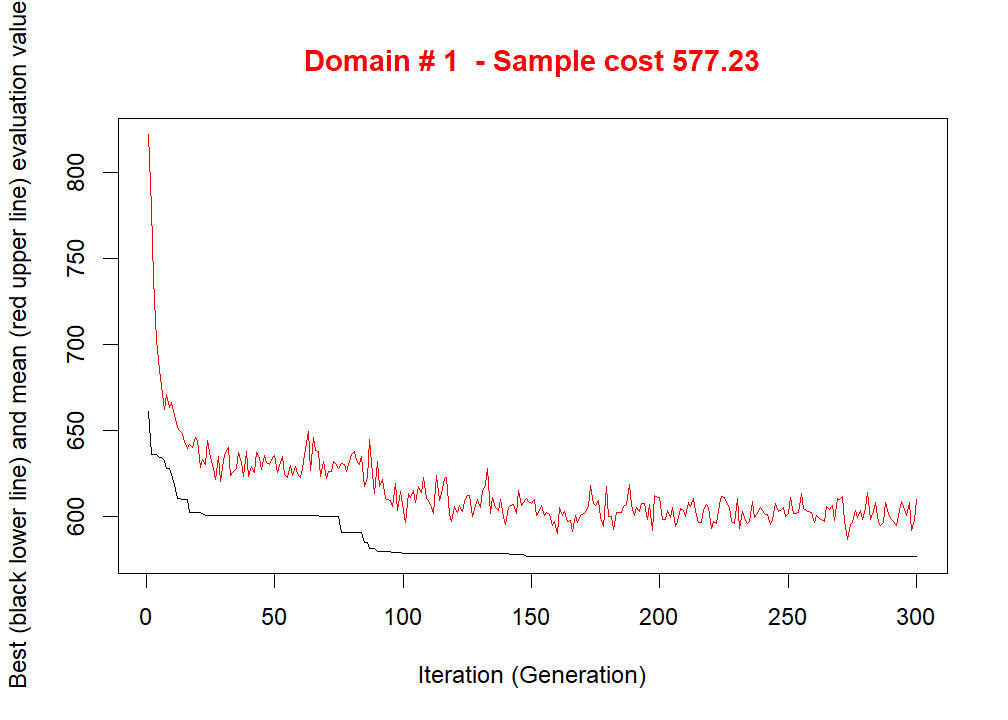 Domain # 1  - Sample cost 577.23
Best (black lower line) and mean (red upper line) evaluation value
800
750
700
650
600
0 50 100 150 200 250 300
Iteration (Generation)